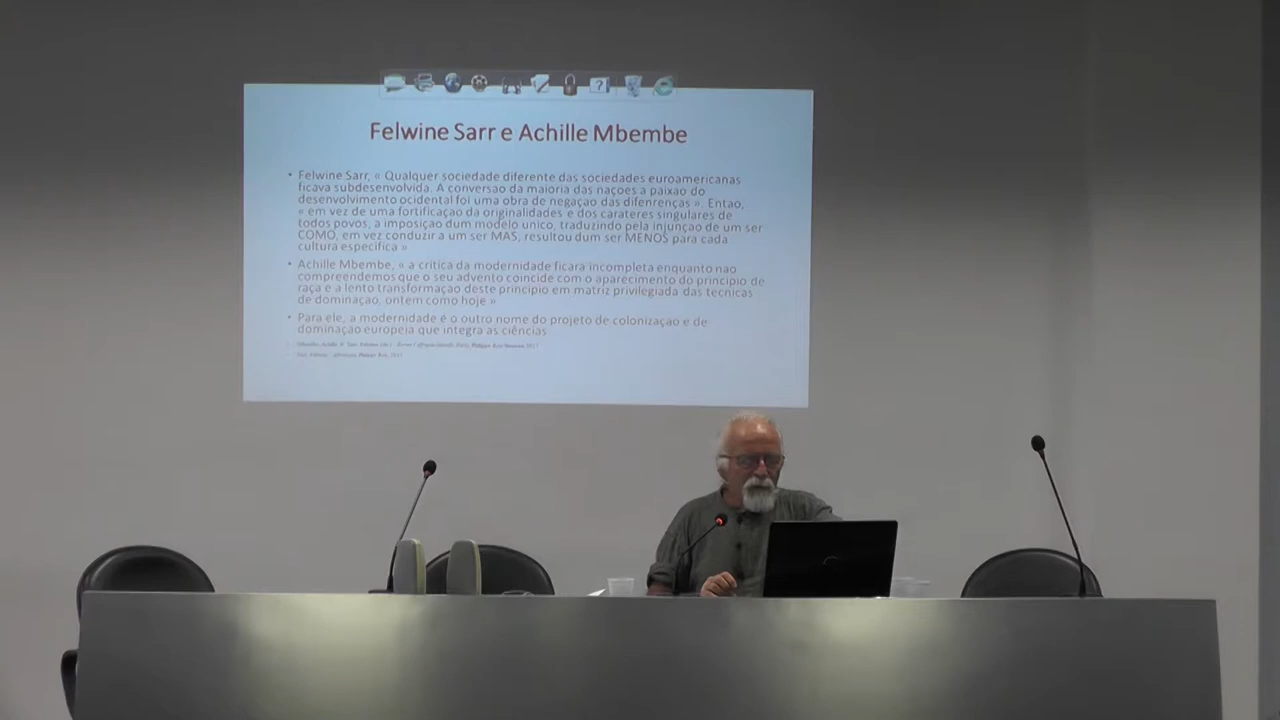 Felwine Sarr e Achille Mbembe
• Felwine Sarr, « Qualquer sociedade diferente das sociedades euroamericanas
ficava subdesenvolvida. A conversao da maioria das naçoes a paixao do
desenvolvimento ocidental foi uma obra de negaçao das difenrenças ». Entao,
« em vez de uma fortificaçao da originalidades e dos carateres singulares de
todos povos, a imposiçao dum modelo unico, traduzindo pela injunçao de um ser
COMO, em vez conduzir a um ser MAS, resultou dum ser MENOS para cada
cultura especifica »
• Achille Mbembe, « a critica da modernidade ficara incompleta enquanto nao
compreendemos que o seu advento coincide com o aparecimento do principio de
raça e a lento transformaçao deste principio em matriz privilegiada das tecnicas
de dominaçao, ontem como hoje »
• Para ele, a modernidade é o outro nome do projeto de colonizaçao e de
dominaçao europeia que integra as ciências